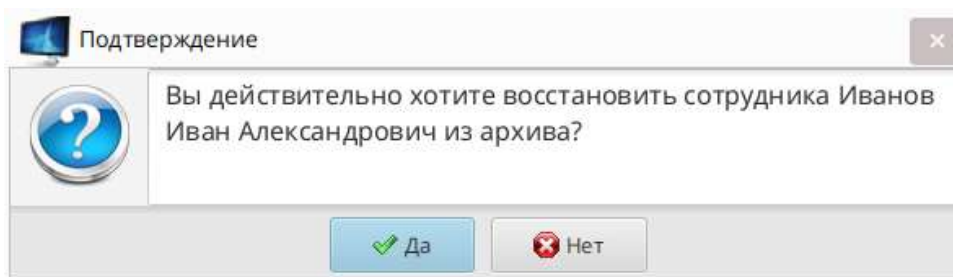 Подтверждение
Вы действительно хотите восстановить сотрудника Иванов
Иван Александрович из архива?
Да
Нет